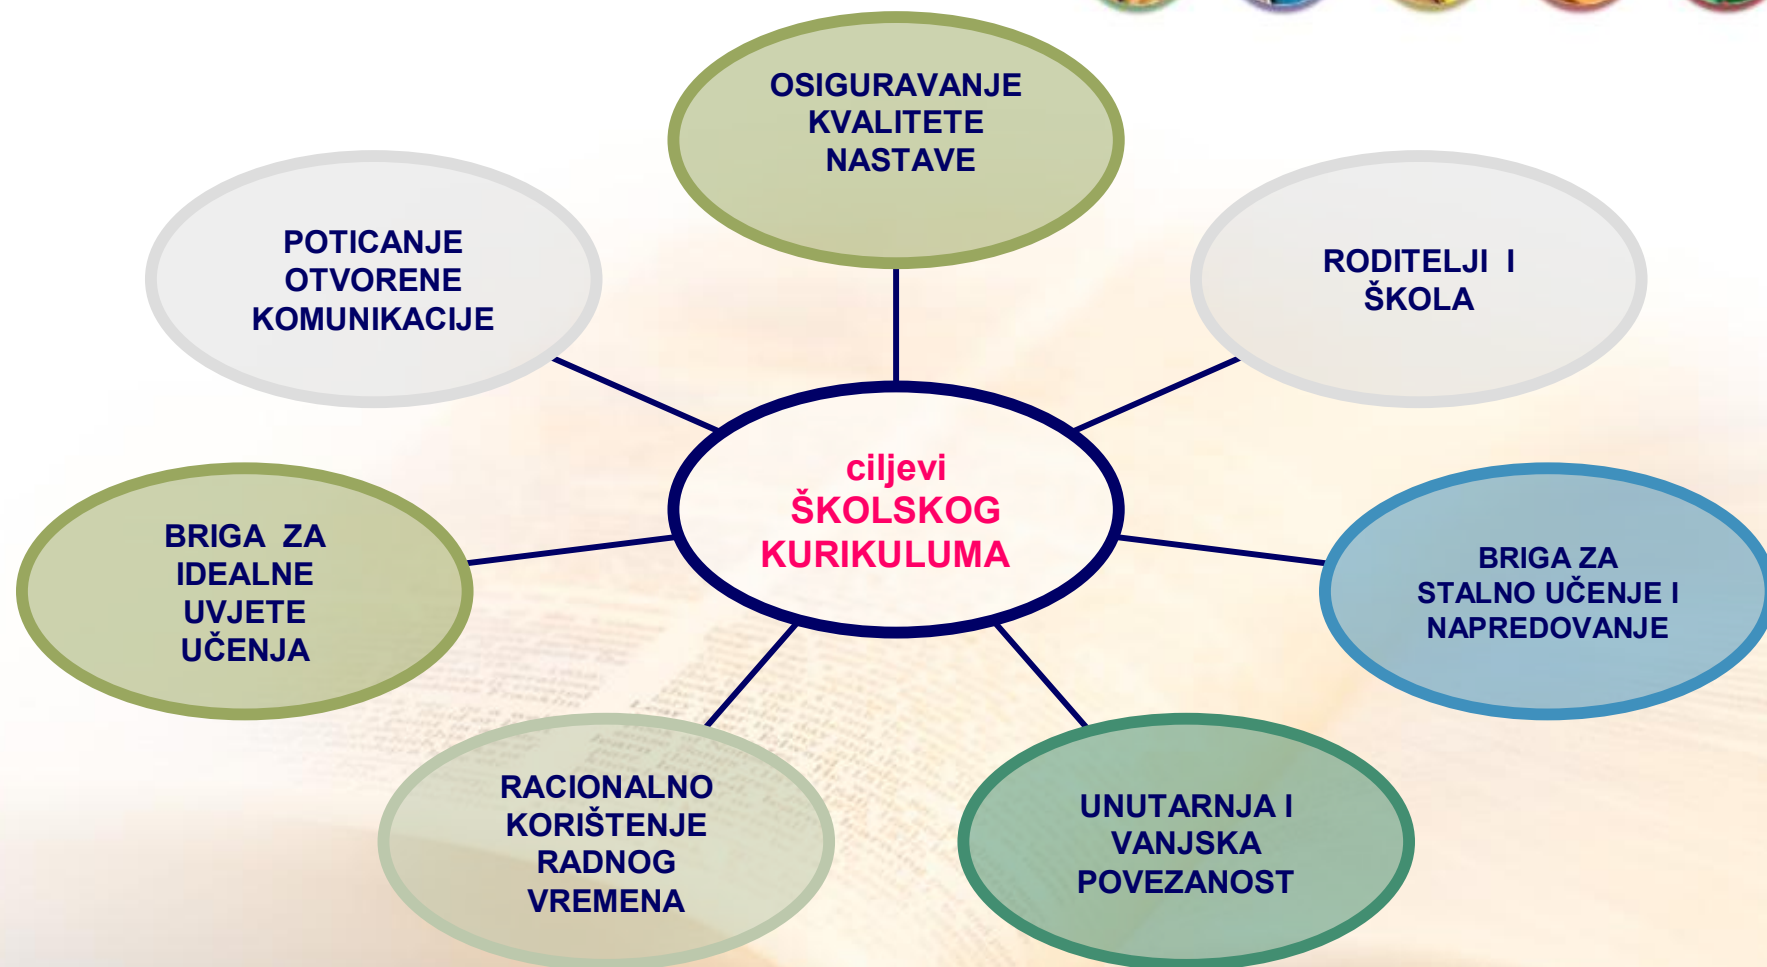 OSIGURAVANJE
KVALITETE
NASTAVE
POTICANJE
OTVORENE
KOMUNIKACIJE
RODITELJI I
ŠKOLA
ciljevi
ŠKOLSKOG
KURIKULUMA
BRIGA ZA
IDEALNE
UVJETE
UČENJA
BRIGA ZA
STALNO UČENJE I
NAPREDOVANJE
RACIONALNO
KORIŠTENJE
RADNOG
VREMENA
UNUTARNJA I
VANJSKA
POVEZANOST